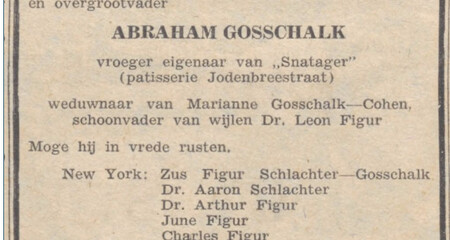 en overgrootvader
ABRAHAM GOSSCHALK
vroeger eigenaar van „Snatager”
(patisserie Jodenbreestraat)
weduwnaar van Marianne Gosschalk—Cohen,
schoonvader van wijlen Dr. Leon Figur
Moge hij in vrede rusten,
New York: Zus Figur Schlachter—Gosschalk
Dr. Aaron Schlachter
Dr. Arthur Figur
June Figur
Charles Figur